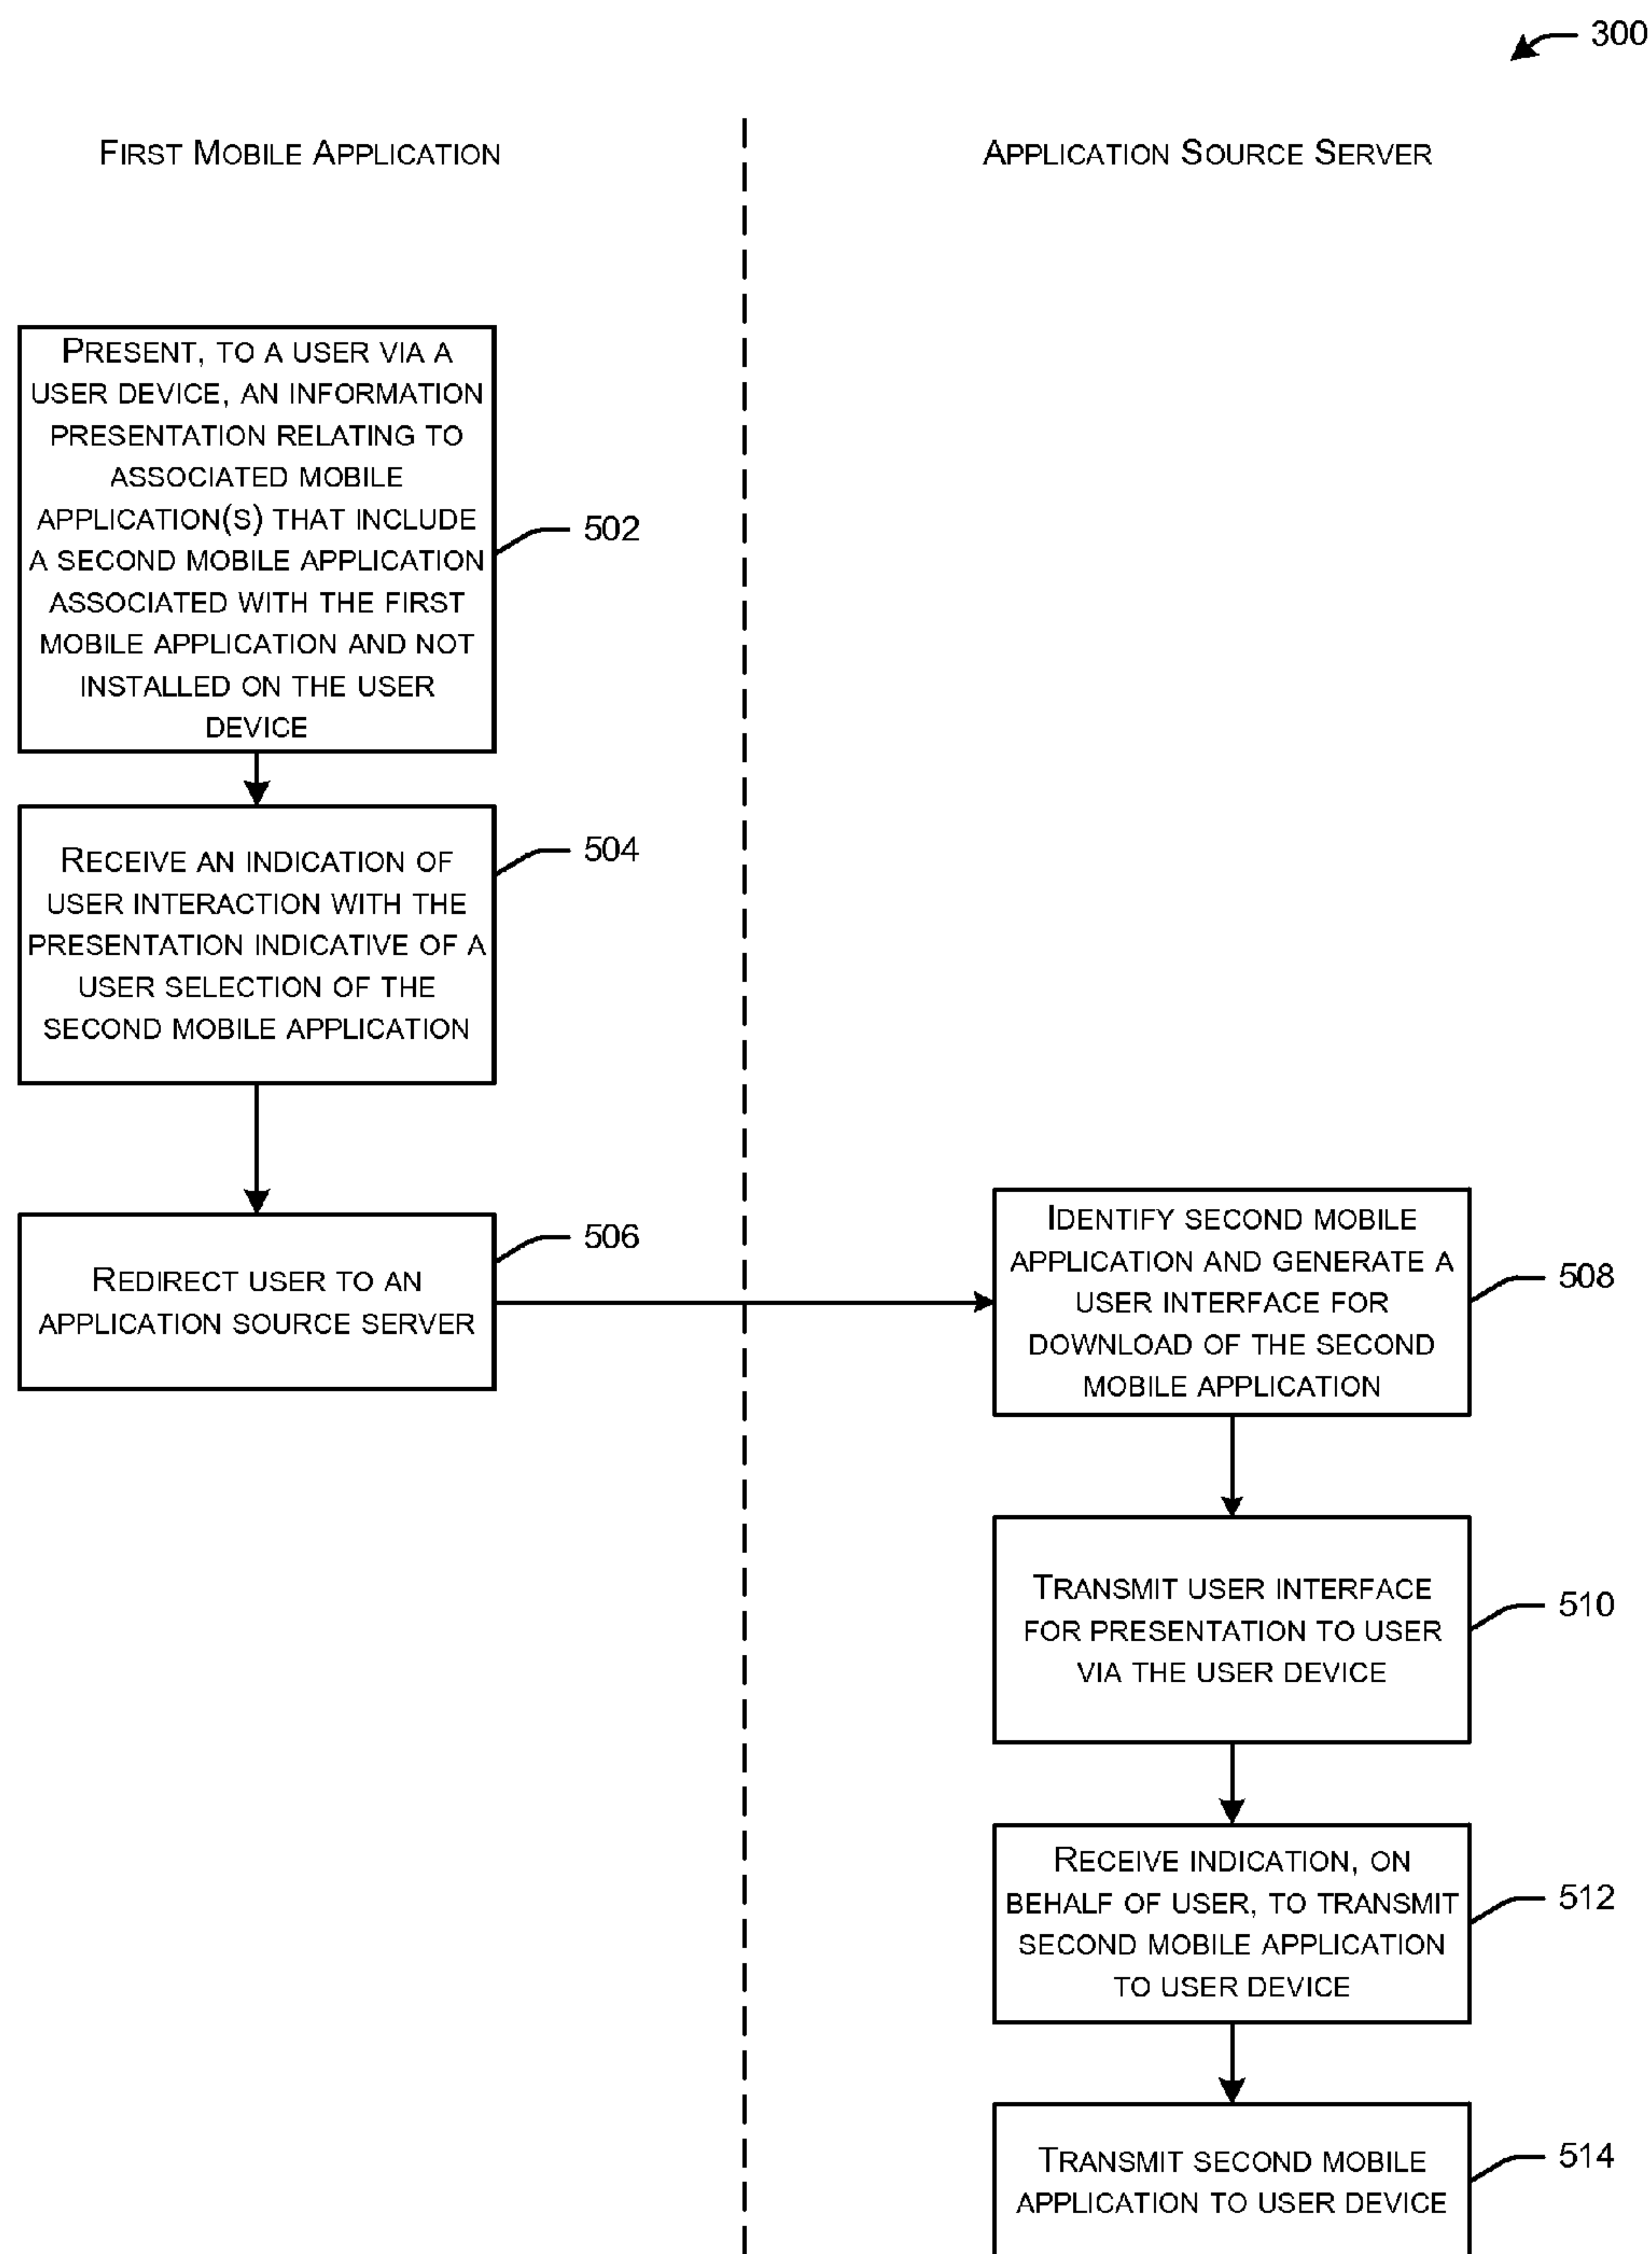 300
FIRST MOBILE APPLICATION
APPLICATION SOURCE SERVER
PRESENT, TO A USER VIA A
USER DEVICE, AN INFORMATION
PRESENTATION RELATING TO
ASSOCIATED MOBILE
APPLICATION(S) THAT INCLUDE
A SECOND MOBILE APPLICATION
ASSOCIATED WITH THE FIRST
MOBILE APPLICATION AND NOT
INSTALLED ON THE USER
DEVICE
502
RECEIVE AN INDICATION OF
USER INTERACTION WITH THE
PRESENTATION INDICATIVE OF A
USER SELECTION OF THE
SECOND MOBILE APPLICATION
504
REDIRECT USER TO AN
APPLICATION SOURCE SERVER
506
IDENTIFY SECOND MOBILE
APPLICATION AND GENERATE A
USER INTERFACE FOR
DOWNLOAD OF THE SECOND
MOBILE APPLICATION
508
TRANSMIT USER INTERFACE
FOR PRESENTATION TO USER
VIA THE USER DEVICE
510
RECEIVE INDICATION, ON
BEHALF OF USER, TO TRANSMIT
SECOND MOBILE APPLICATION
TO USER DEVICE
512
TRANSMIT SECOND MOBILE
APPLICATION TO USER DEVICE
514